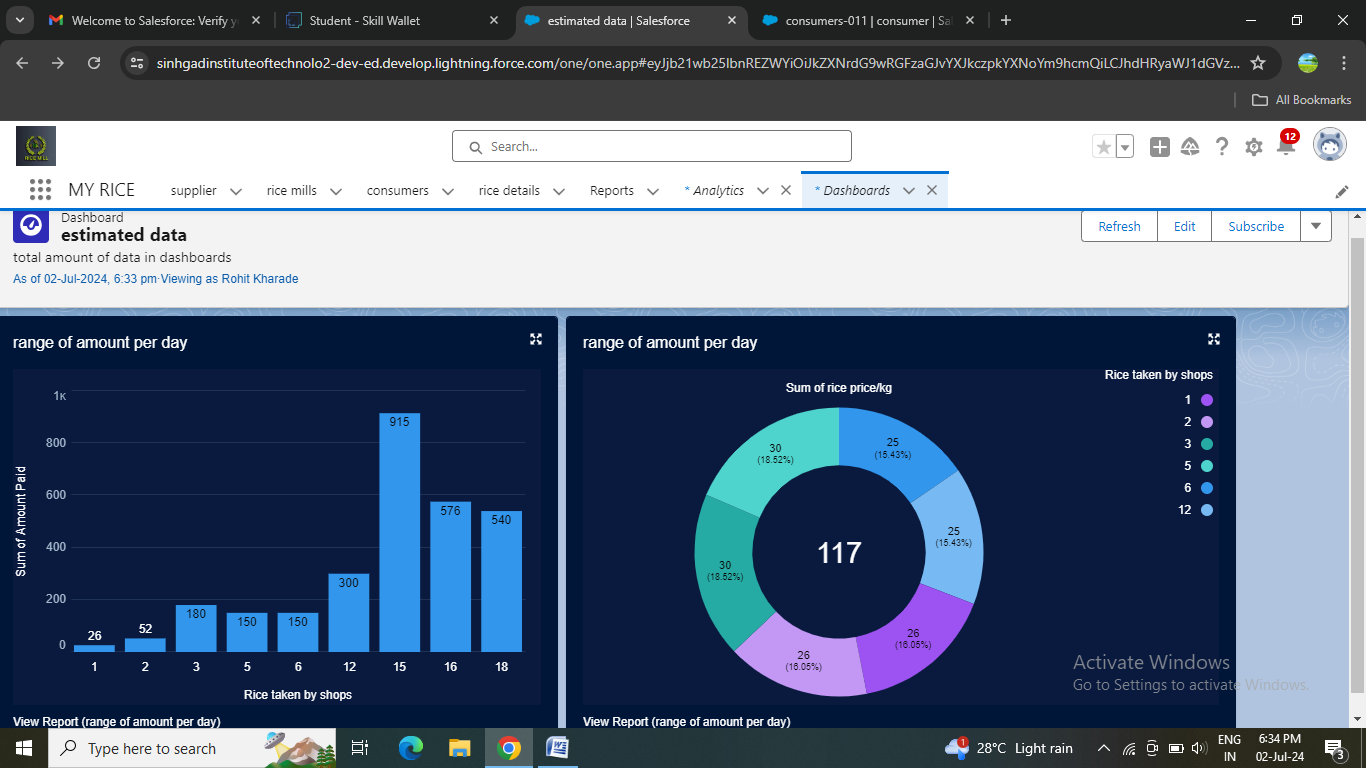 Welcome to Salesforce: Verify y
Student - Skill Wallet
estimated data | Salesforce
consumers-011 | consumer | Sa
sinhgadinstituteoftechnolo2-dev-ed.develop.lightning.force.com/one/one.app#eyJjb21wb25lbnREZWYiOiJkZXNrdG9wRGFzaGJvYXJkczpkYXNoYm9hcmQiLCJhdHRyaWJ1dGVz...
All Bookmarks
RICE MILL
Search...
12
MY RICE
supplier
rice mills
consumers
rice details
Reports
* Analytics
* Dashboards
Dashboard
estimated data
total amount of data in dashboards
As of 02-Jul-2024, 6:33 pm·Viewing as Rohit Kharade
Refresh
Edit
Subscribe
range of amount per day
Sum of Amount Paid
1K
800
600
400
200
0
26
52
180
150
150
300
915
576
540
1 2 3 5 6 12 15 16 18
Rice taken by shops
View Report (range of amount per day)
range of amount per day
Sum of rice price/kg
Rice taken by shops
1
2
3
5
6
12
25
(15.43%)
25
(15.43%)
26
(16.05%)
26
(16.05%)
30
(18.52%)
30
(18.52%)
117
View Report (range of amount per day)
Activate Windows
Go to Settings to activate Windows.
Type here to search
1
28°C Light rain
ENG
IN
6:34 PM
02-Jul-24
3